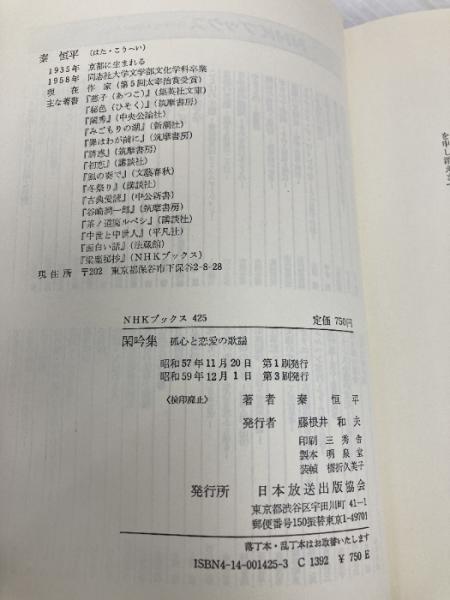 秦　恒平　（はた・こうへい）
1935年　京都に生まれる
1958年　同志社大学文学部文化学科卒業
現　在　作家（第5回太宰治賞受賞）
主な著書　『慈子（あつこ）』（集英社文庫）
『秘色（ひそく）』（筑摩書房）
『閨秀』（中央公論社）
『みごもりの湖』（新潮社）
『罪はわが前に』（筑摩書房）
『誘惑』（筑摩書房）
『初恋』（講談社）
『風の奏で』（文藝春秋）
『冬祭り』（講談社）
『古典愛読』（中公新書）
『谷崎潤一郎』（筑摩書房）
『茶ノ道廃ルベシ』（講談社）
『中世と中世人』（平凡社）
『面白い話』（法蔵館）
『梁塵秘抄』（NHKブックス）
現住所　〒202　東京都保谷市下保谷2-8-28
NHKブックス　425　定価　750円
閑吟集　孤心と恋愛の歌謡
昭和57年11月20日　第1刷発行
昭和59年12月1日　第3刷発行
〈検印廃止〉　著者　秦　恒平
発行者　藤根井和夫
印刷　三秀舎
製本　明泉堂
装幀　栃折久美子
発行所　日本放送出版協会
東京都渋谷区宇田川町41-1
郵便番号150振替東京1-49701
落丁本・乱丁本はお取替いたします
ISBN4-14-001425-3　C 1392　¥ 750 E